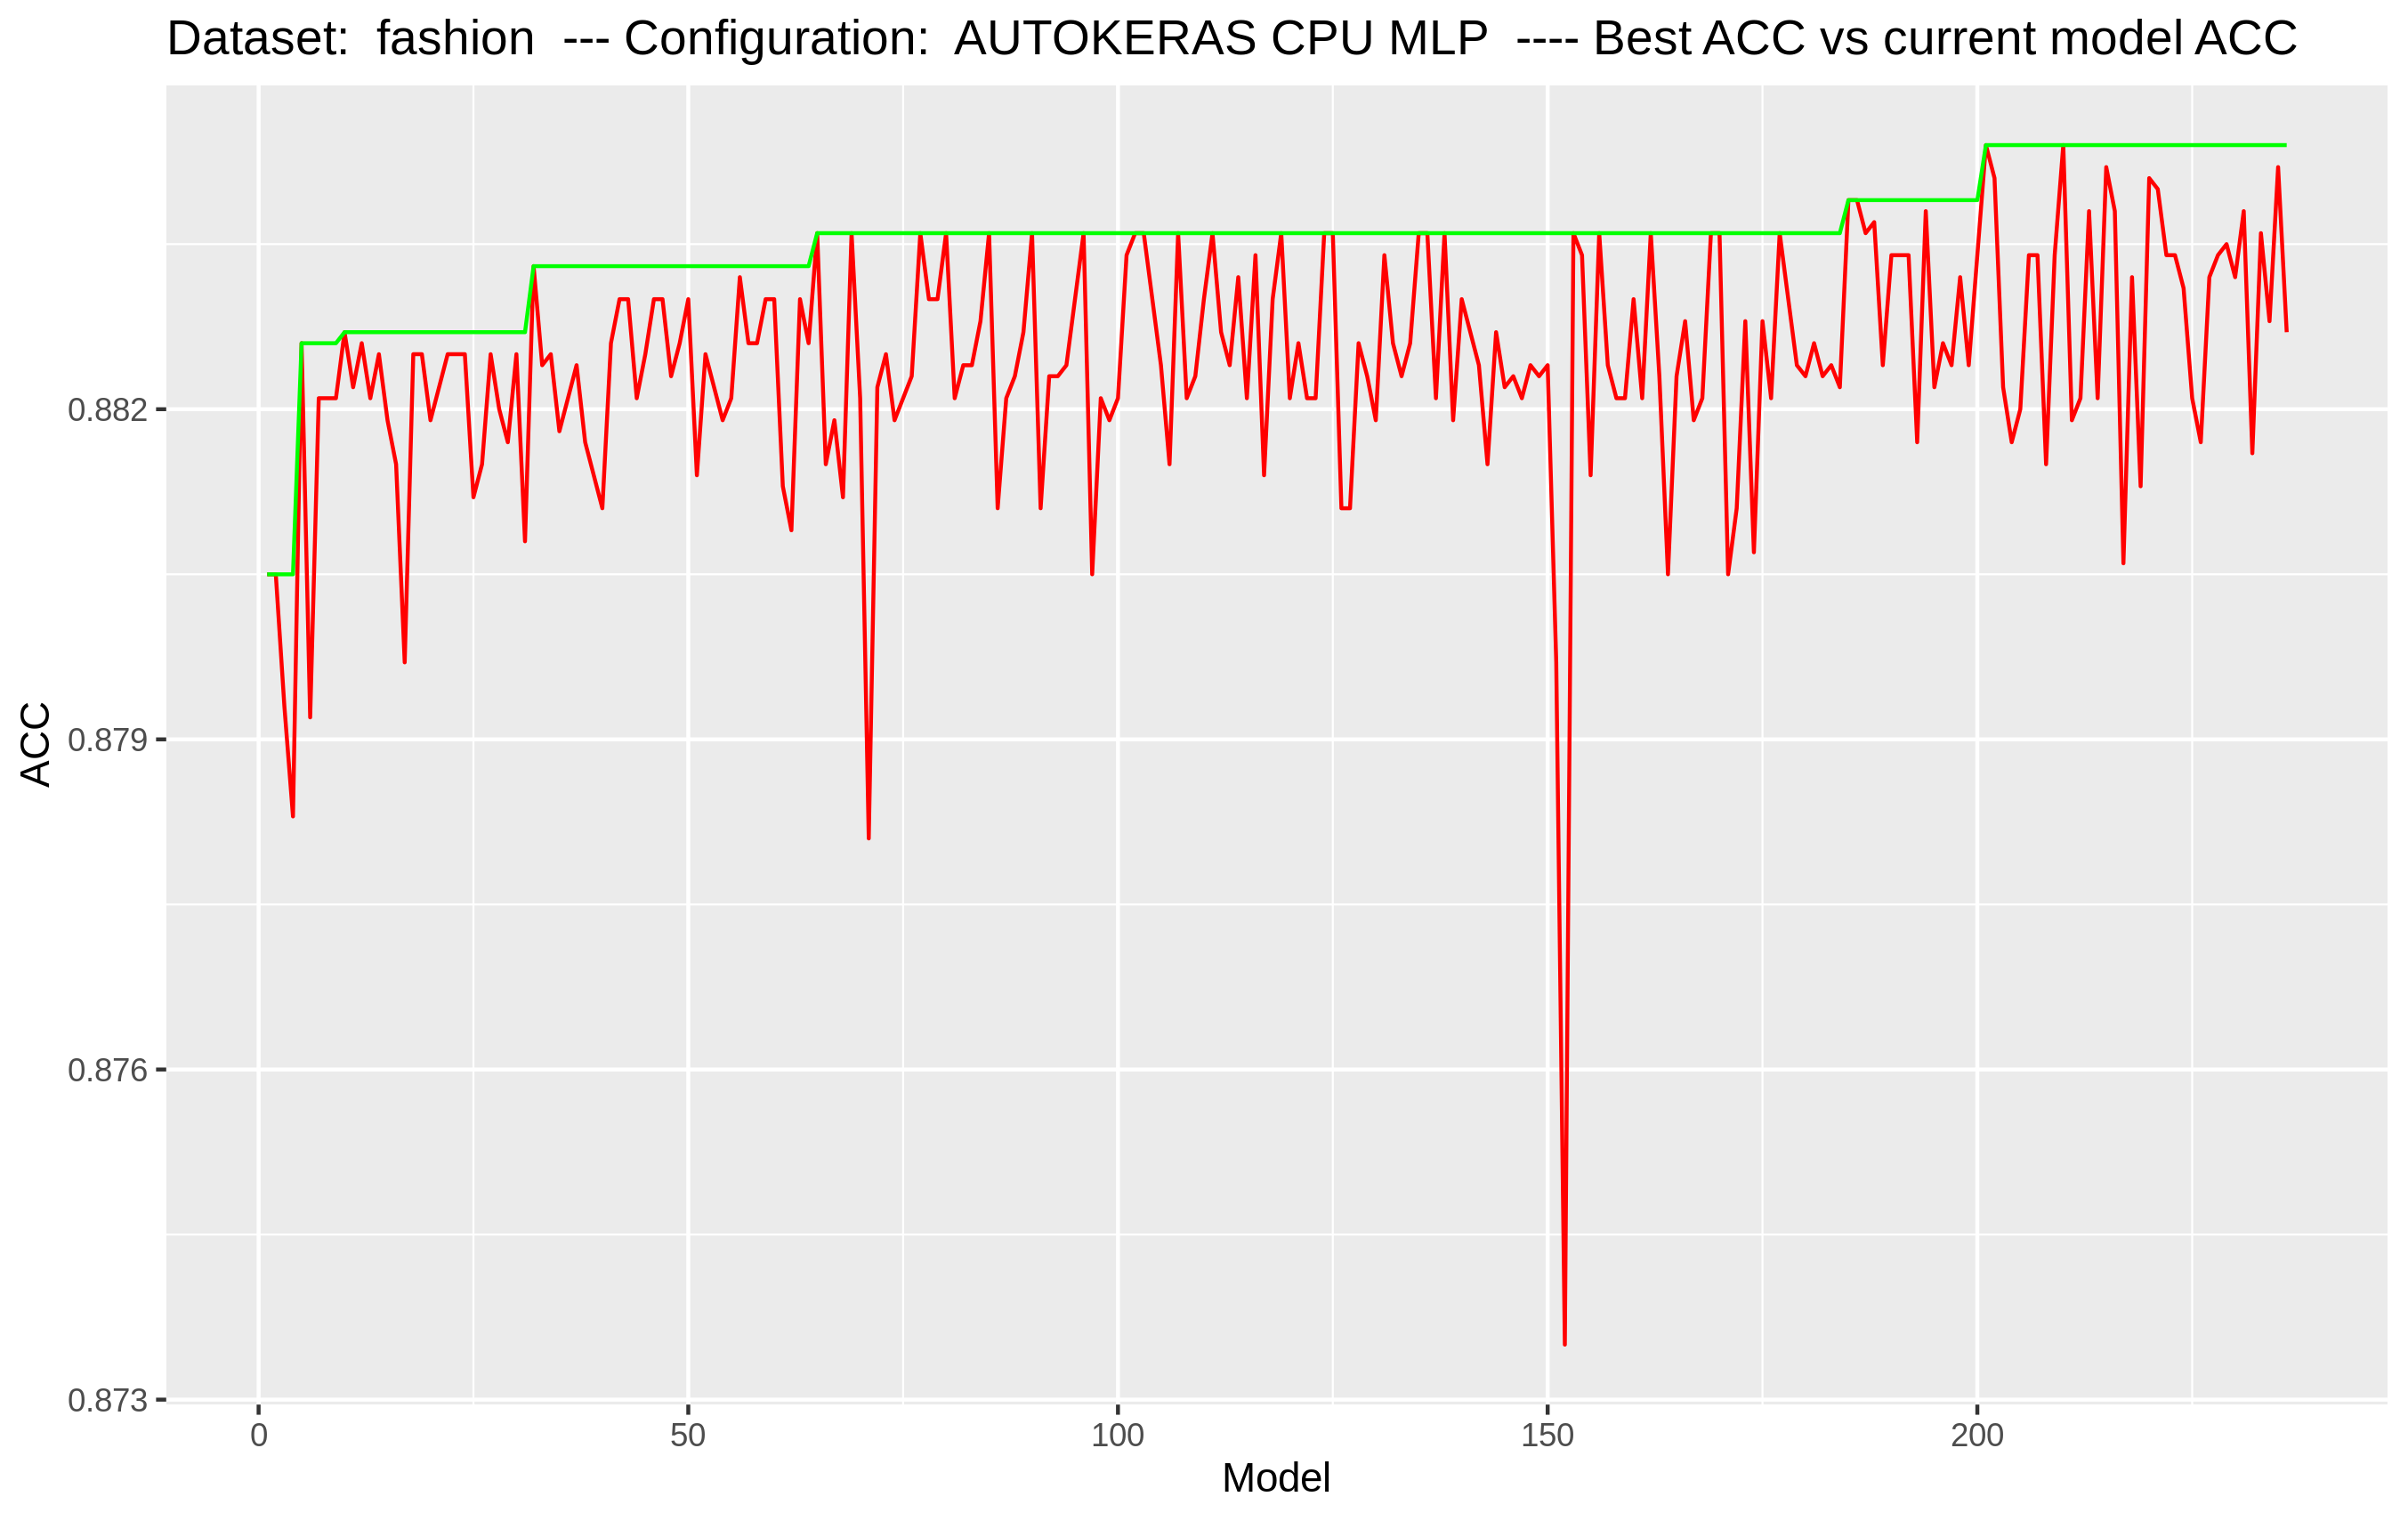 Dataset:  fashion  --- Configuration:  AUTOKERAS CPU MLP  ---- Best ACC vs current model ACC
ACC
0.882
0.879
0.876
0.873
0 50 100 150 200
Model